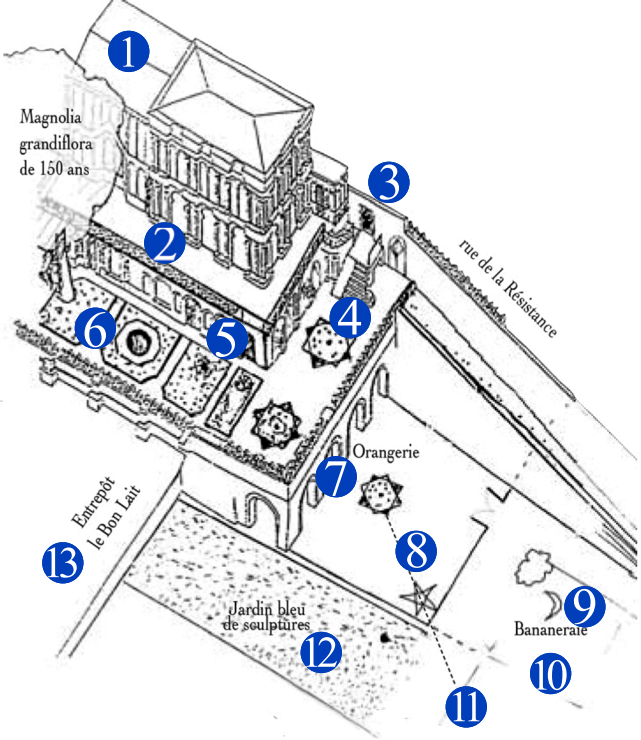 1
Magnolia
grandiflora
de 150 ans
3
2
rue de la Résistance
4
6
5
Orangerie
7
Entrepôt
le Bon Lait
8
13
9
Jardin bleu
de sculptures
Bananeraie
12
10
11